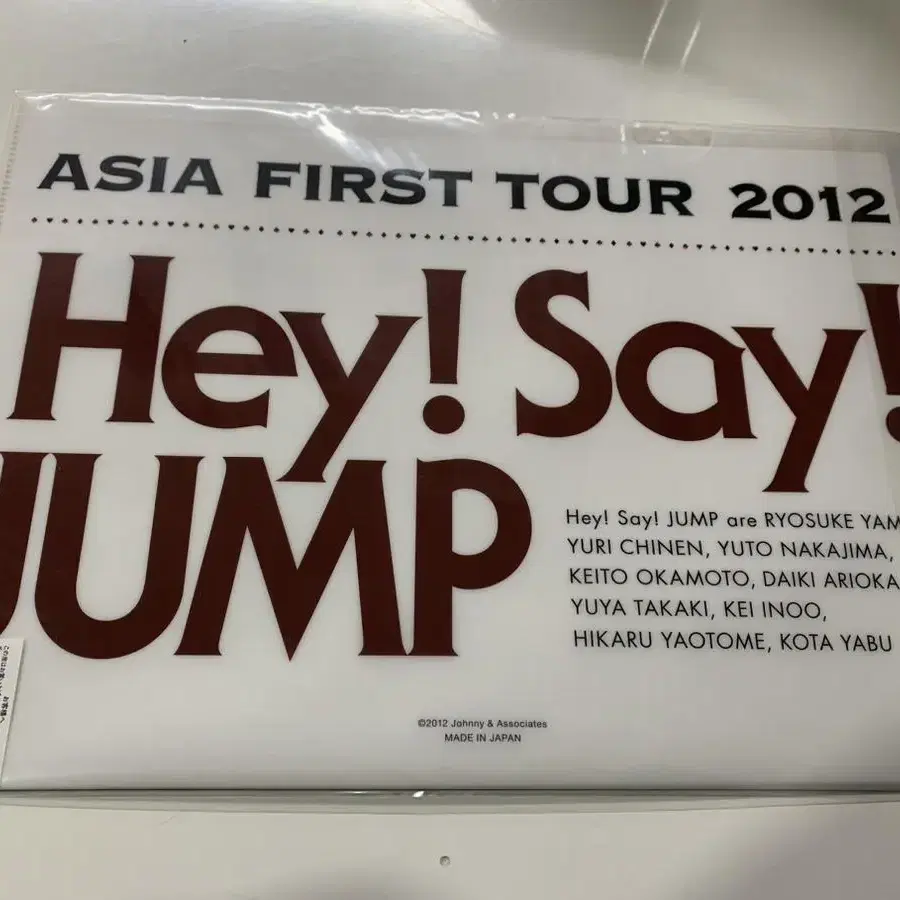 ASIA FIRST TOUR 2012
Hey! Say!
JUMP
Hey! Say! JUMP are RYOSUKE YAM
YURI CHINEN, YUTO NAKAJIMA,
KEITO OKAMOTO, DAIKI ARIOKA
YUYA TAKAKI, KEI INOO,
HIKARU YAOTOME, KOTA YABU
©2012 Johnny & Associates
MADE IN JAPAN